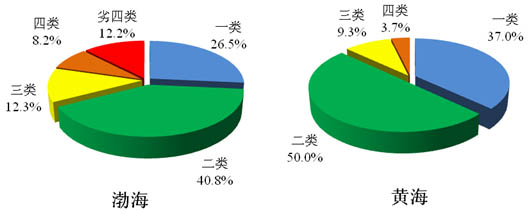 劣四类
12.2%
四类
8.2%
一类
26.5%
三类
12.3%
二类
40.8%
渤海
三类
9.3%
四类
3.7%
一类
37.0%
二类
50.0%
黄海